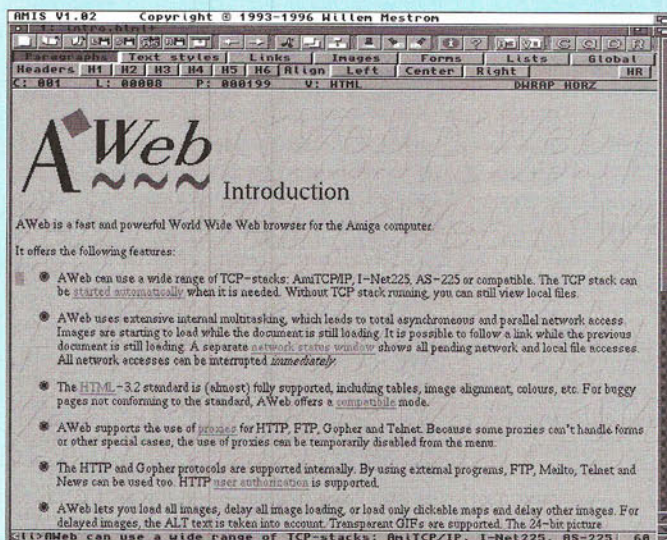 AMIS V1.02 Copyright © 1993-1996 Willem Mestrom
1: intro.html+
Paragraphs Text styles Links Images Forms Lists Global
Headers H1 H2 H3 H4 H5 H6 Align Left Center Right HR
C: 001 L: 00008 P: 000199 V: HTML DWRAP HORZ
AWeb Introduction
AWeb is a fast and powerful World Wide Web browser for the Amiga computer.
It offers the following features:
AWeb can use a wide range of TCP-stacks: AmiTCP/IP, I-Net225, AS-225 or compatible. The TCP stack can
be started automatically when it is needed. Without TCP stack running, you can still view local files.
AWeb uses extensive internal multitasking, which leads to total asynchroneous and parallel network access.
Images are starting to load while the document is still loading. It is possible to follow a link while the previous
document is still loading. A separate network status window shows all pending network and local file accesses.
All network accesses can be interrupted immediately.
The HTML-3.2 standard is (almost) fully supported, including tables, image alignment, colours, etc. For buggy
pages not conforming to the standard, AWeb offers a compatible mode.
AWeb supports the use of proxies for HTTP, FTP, Gopher and Telnet. Because some proxies can't handle forms
or other special cases, the use of proxies can be temporarily disabled from the menu.
The HTTP and Gopher protocols are supported internally. By using external programs, FTP, Mailto, Telnet and
News can be used too. HTTP user authorization is supported.
AWeb lets you load all images, delay all image loading, or load only clickable maps and delay other images. For
delayed images, the ALT text is taken into account. Transparent GIFs are supported. The 24-bit picture
<li>AWeb can use a wide range of TCP-stacks: AmiTCP/IP, I-Net225, AS-225 60